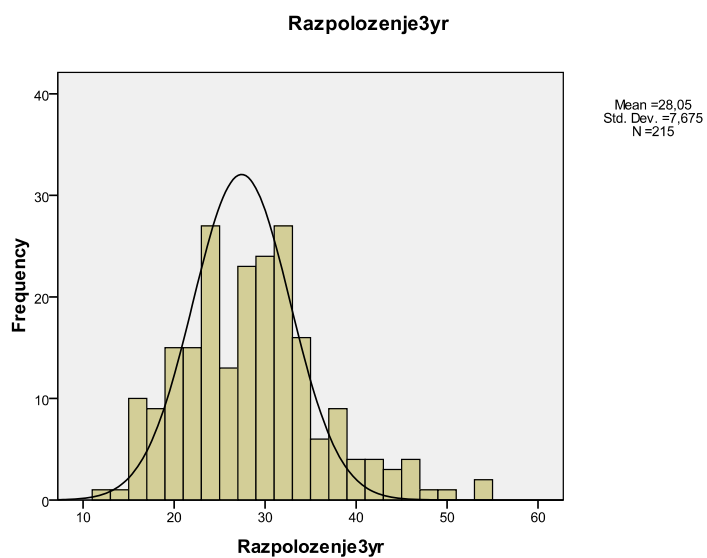 Razpolozenje3yr
Mean =28,05
Std. Dev. =7,675
N =215
Frequency
40
30
20
10
0
10 20 30 40 50 60
Razpolozenje3yr